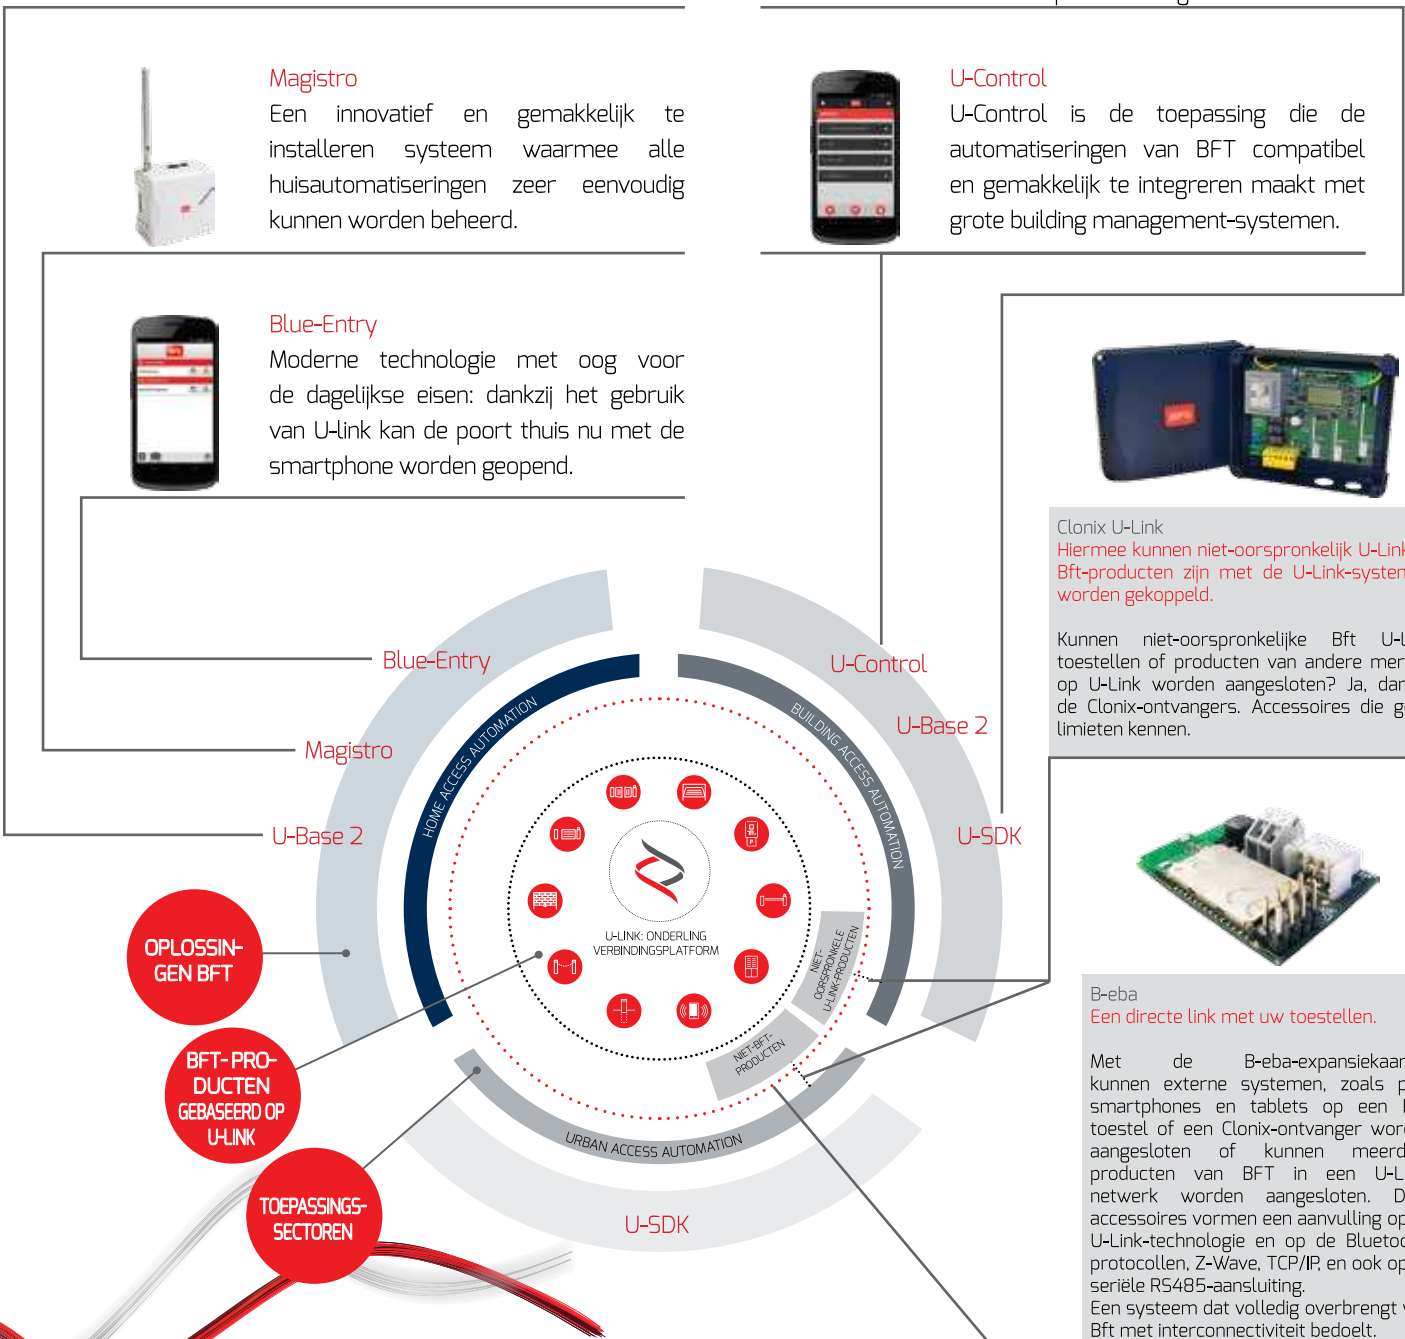 Magistro
Een innovatief en gemakkelijk te
installeren systeem waarmee alle
huisautomatiseringen zeer eenvoudig
kunnen worden beheerd.
U-Control
U-Control is de toepassing die de
automatiseringen van BFT compatibel
en gemakkelijk te integreren maakt met
grote building management-systemen.
Blue-Entry
Moderne technologie met oog voor
de dagelijkse eisen: dankzij het gebruik
van U-link kan de poort thuis nu met de
smartphone worden geopend.
Clonix U-Link
Hiermee kunnen niet-oorspronkelijk U-Link
Bft-producten zijn met de U-Link-system
worden gekoppeld.
Kunnen niet-oorspronkelijke Bft
toestellen of producten van andere
op U-Link worden aangesloten? Ja,
de Clonix-ontvangers. Accessoires die
limieten kennen.
Blue-Entry
Magistro
U-Base 2
U-Control
U-Base 2
U-SDK
HOME ACCESS AUTOMATION
BUILDING ACCESS AUTOMATION
U-LINK: ONDERLING
VERBINDINGSPLATFORM
NIET-
OORSPRONKELE
U-LINK-PRODUCTEN
NIET-BFT-
PRODUCTEN
URBAN ACCESS AUTOMATION
U-SDK
OPLOSSIN-
GEN BFT
BFT-PRO-
DUCTEN
GEBASEERD OP
U-LINK
TOEPASSINGS-
SECTOREN
B-eba
Een directe link met uw toestellen.
Met de B-eba-expansiekaar
kunnen externe systemen, zoals
smartphones en tablets op een
toestel of een Clonix-ontvanger
aangesloten of kunnen
producten van BFT in een
netwerk worden aangesloten.
accessoires vormen een aanvulling op
U-Link-technologie en op de
protocollen, Z-Wave, TCP/IP, en ook op
seriële RS485-aansluiting.
Een systeem dat volledig overbrengt
Bft met interconnectiviteit bedoelt.